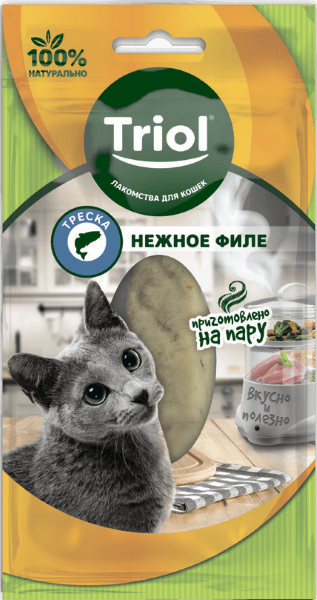 100%
НАТУРАЛЬНО
Triol®
ЛАКОМСТВА ДЛЯ КОШЕК
ТРЕСКА
НЕЖНОЕ ФИЛЕ
приготовлено
на пару
вкусно
и
полезно